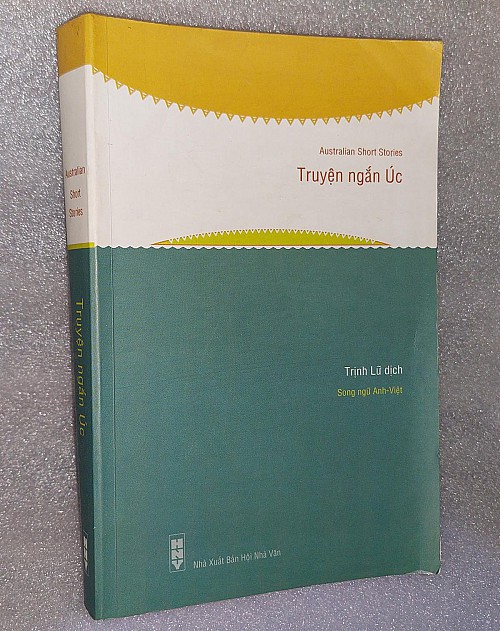 Australian
Short
Stories
Truyện ngắn Úc
Australian Short Stories
Truyện ngắn Úc
Trịnh Lữ dịch
Song ngữ Anh-Việt
HNV
Nhà Xuất Bản Hội Nhà Văn